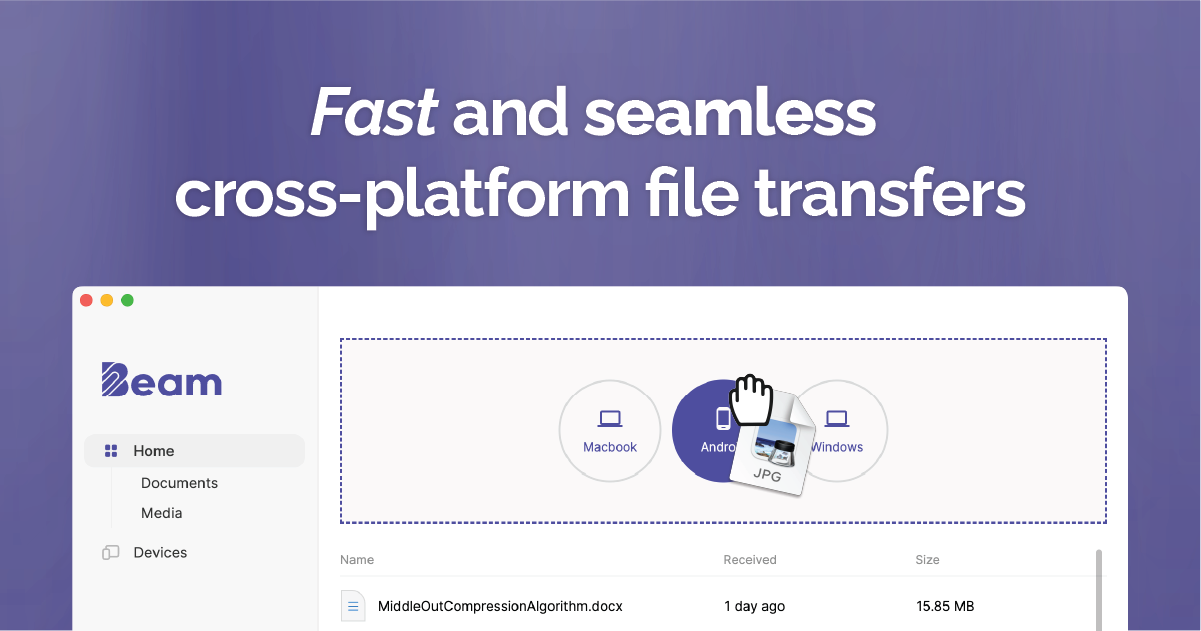 Fast and seamless
cross-platform file transfers
Beam
Home
Documents
Media
Devices
Macbook
Windows
JPG
Name Received Size
MiddleOutCompressionAlgorithm.docx 1 day ago 15.85 MB